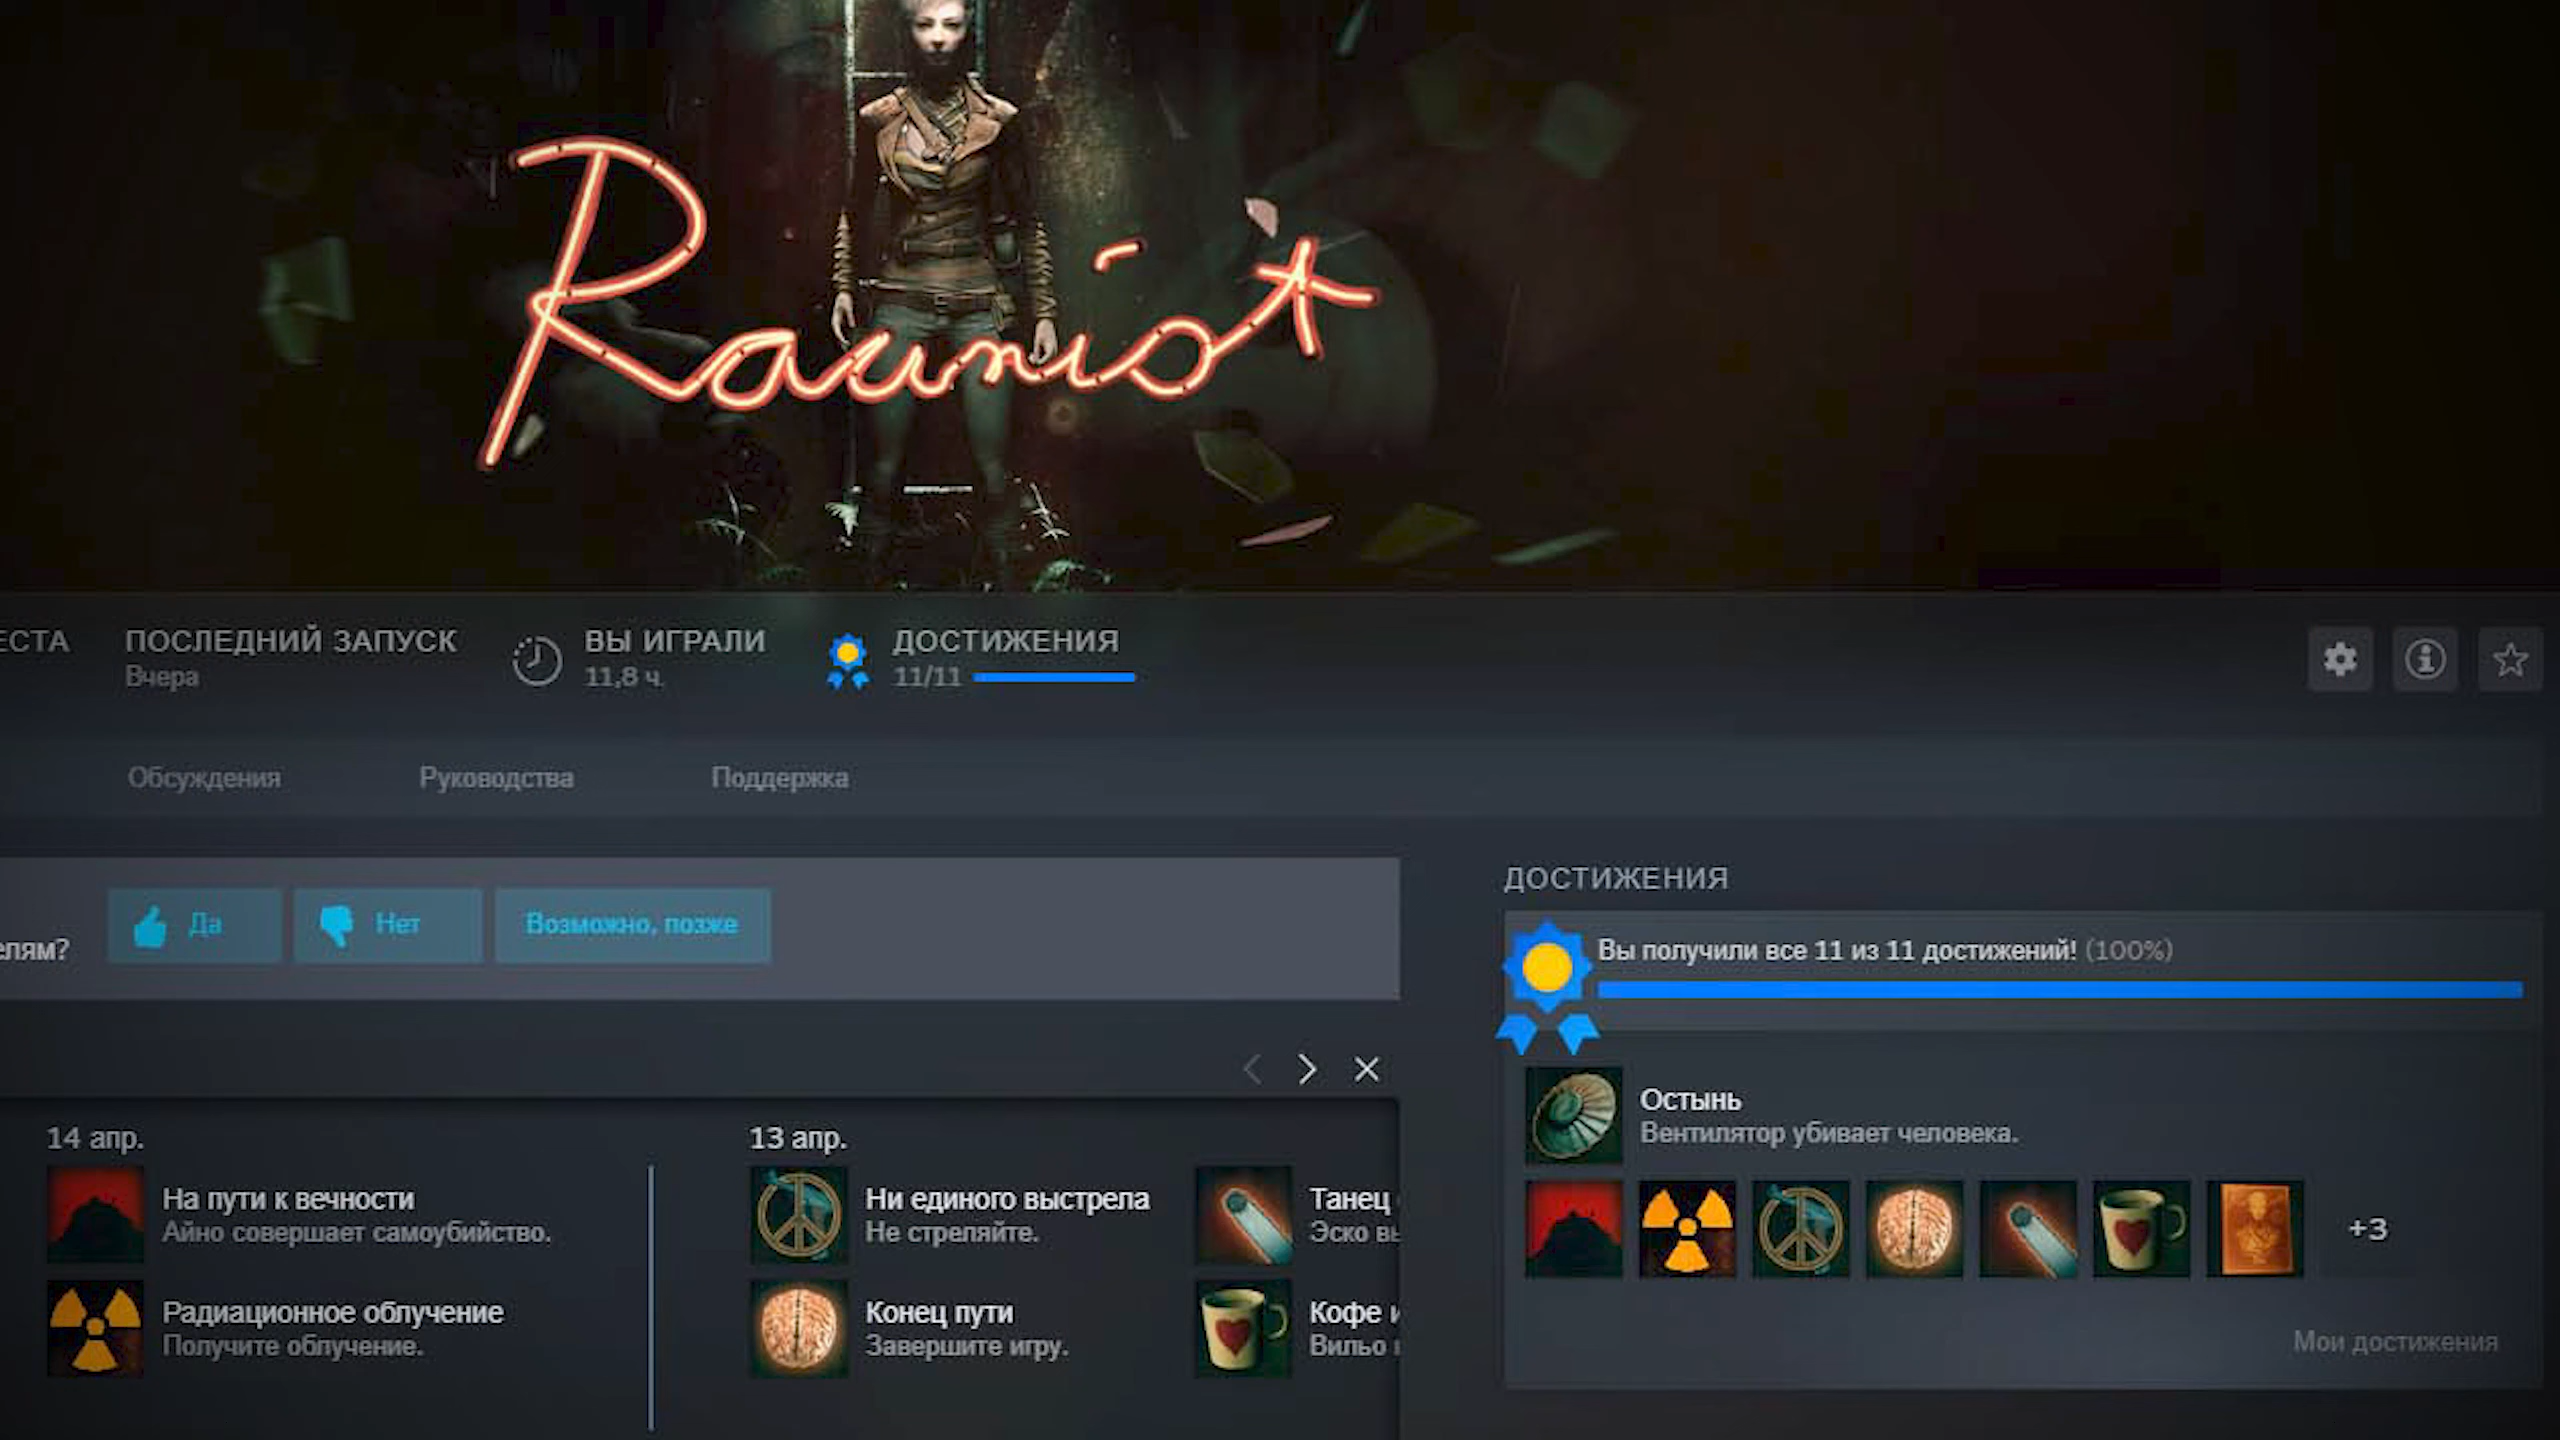 Rauniot
ПОСЛЕДНИЙ ЗАПУСК
Вчера
ВЫ ИГРАЛИ
11,8 ч.
ДОСТИЖЕНИЯ
11/11
Обсуждения Руководства Поддержка
Да Нет Возможно, позже
14 апр.
На пути к вечности
Айно совершает самоубийство.
Радиационное облучение
Получите облучение.
13 апр.
Ни единого выстрела
Не стреляйте.
Конец пути
Завершите игру.
Танец
Эско
Кофе
Вильо
ДОСТИЖЕНИЯ
Вы получили все 11 из 11 достижений! (100%)
Остынь
Вентилятор убивает человека.
+3
Мои достижения